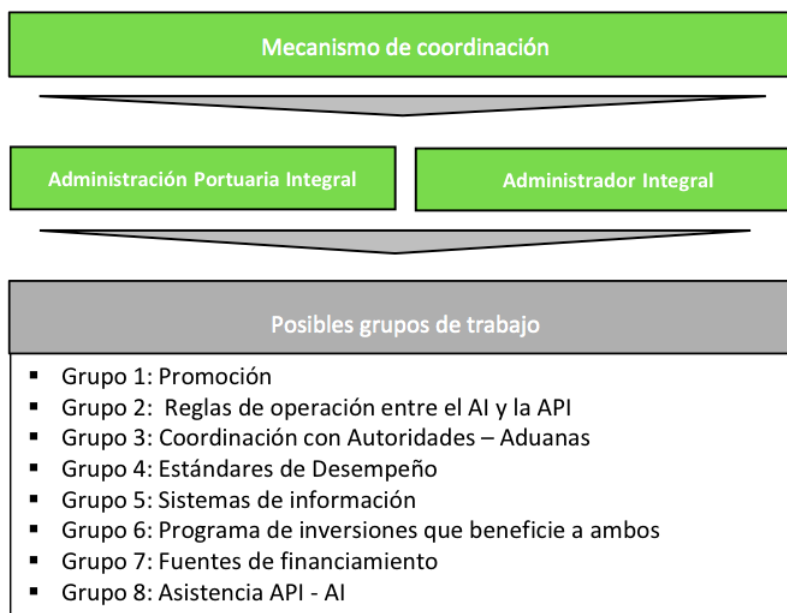 Mecanismo de coordinación
Administración Portuaria Integral
Administrador Integral
Posibles grupos de trabajo
▪ Grupo 1: Promoción
▪ Grupo 2: Reglas de operación entre el AI y la API
▪ Grupo 3: Coordinación con Autoridades – Aduanas
▪ Grupo 4: Estándares de Desempeño
▪ Grupo 5: Sistemas de información
▪ Grupo 6: Programa de inversiones que beneficie a ambos
▪ Grupo 7: Fuentes de financiamiento
▪ Grupo 8: Asistencia API - AI